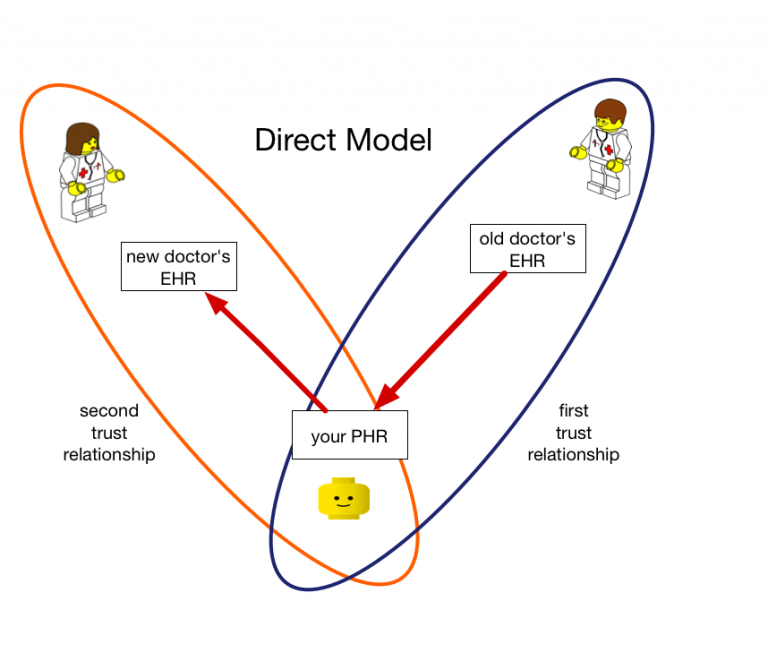 Direct Model
new doctor's
EHR
old doctor's
EHR
second
trust
relationship
first
trust
relationship
your PHR